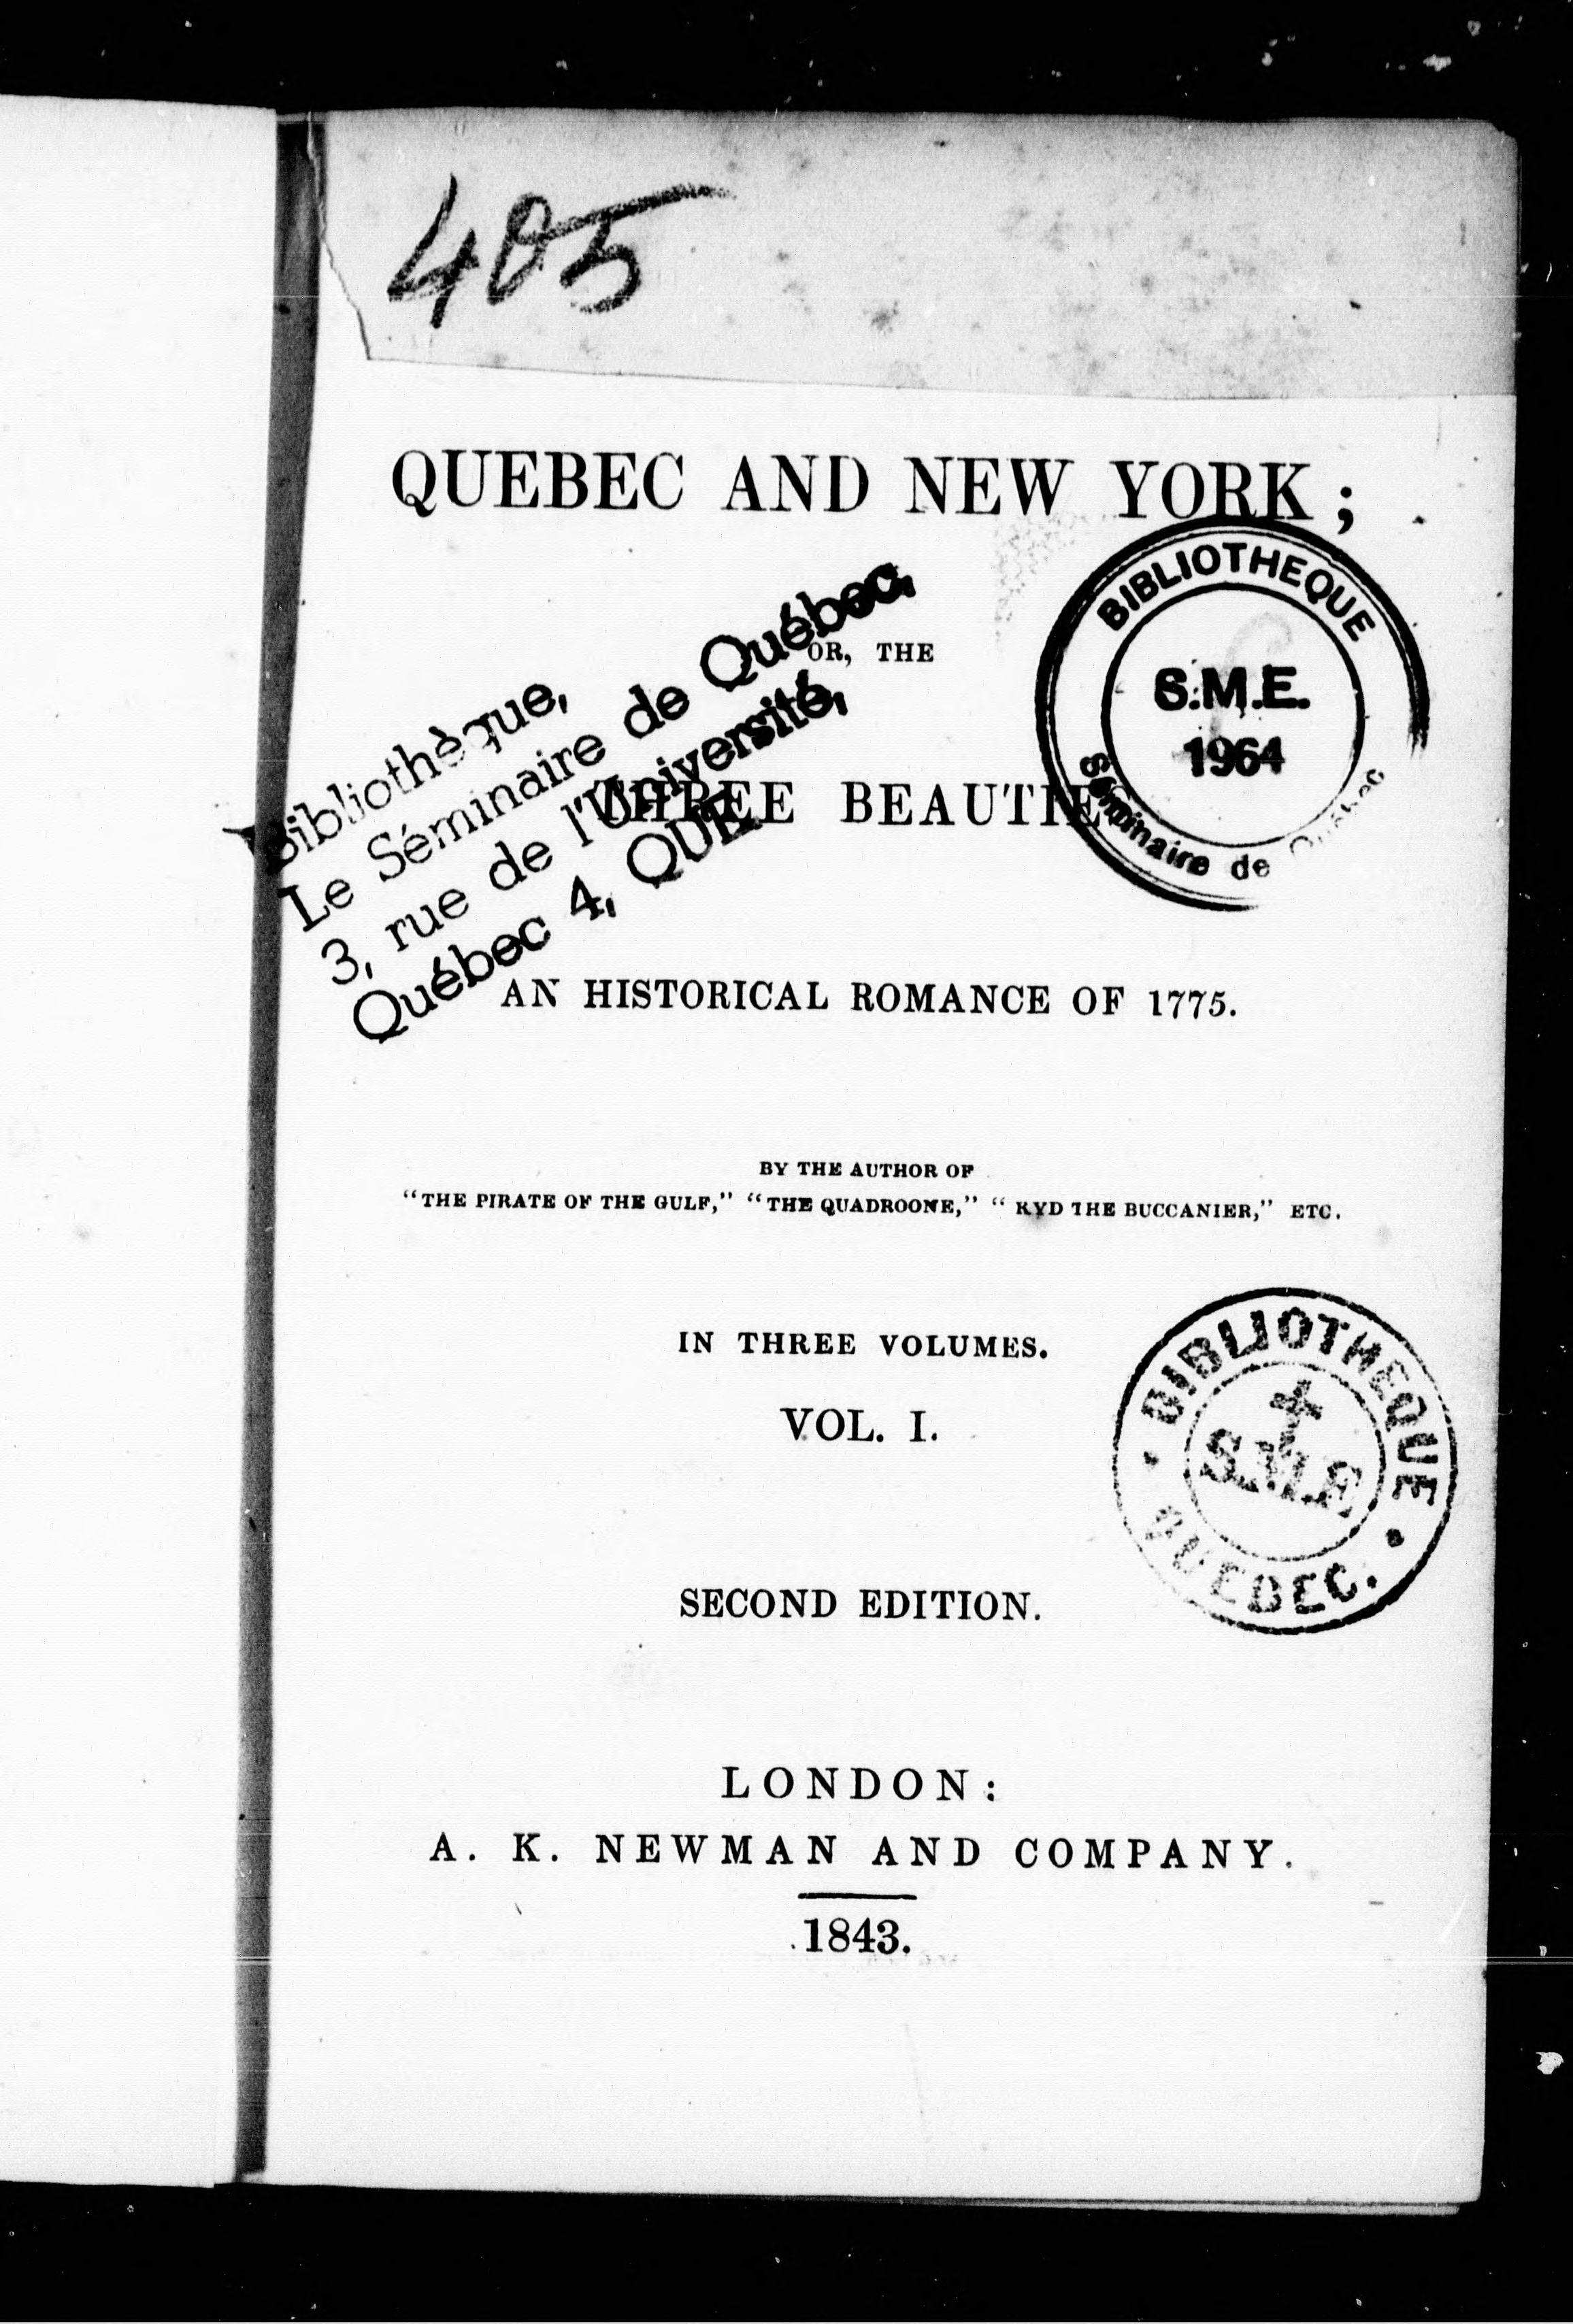 405
QUEBEC AND NEW YORK;
OR, THE
THREE BEAUTIES
AN HISTORICAL ROMANCE OF 1775.
BY THE AUTHOR OF
“THE PIRATE OF THE GULF,” “THE QUADROONE,” “KYD THE BUCCANIER,” ETC.
IN THREE VOLUMES.
VOL. I.
SECOND EDITION.
LONDON:
A. K. NEWMAN AND COMPANY.
1843.
Bibliothèque,
Le Séminaire de Québec,
3, rue de l'Université,
Québec 4, QUE.
BIBLIOTHEQUE
S.M.E.
1964
Séminaire de Québec
BIBLIOTHEQUE
S.M.E.
QUEBEC.